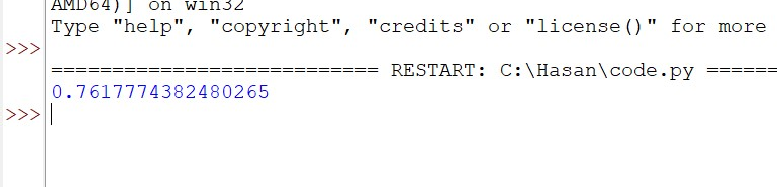 AMD64)] on win32
Type "help", "copyright", "credits" or "license()" for more
>>>
=========================== RESTART: C:\Hasan\code.py ======
0.7617774382480265
>>>